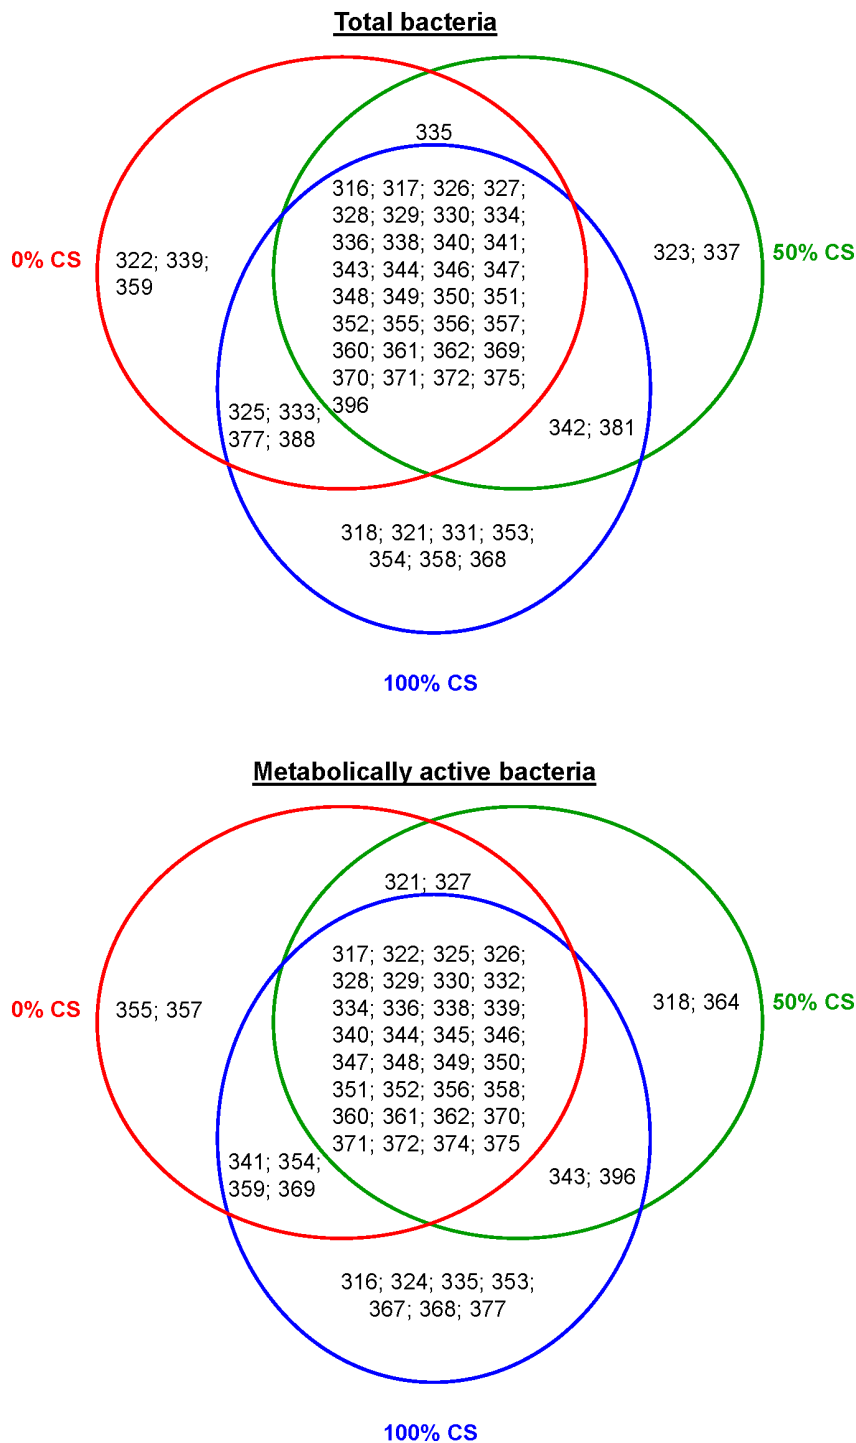 Total bacteria
335
316; 317; 326; 327;
328; 329; 330; 334;
336; 338; 340; 341;
343; 344; 346; 347;
348; 349; 350; 351;
352; 355; 356; 357;
360; 361; 362; 369;
370; 371; 372; 375;
396
0% CS
322; 339;
359
323; 337
50% CS
325; 333;
377; 388
342; 381
318; 321; 331; 353;
354; 358; 368
100% CS
Metabolically active bacteria
321; 327
317; 322; 325; 326;
328; 329; 330; 332;
334; 336; 338; 339;
340; 344; 345; 346;
347; 348; 349; 350;
351; 352; 356; 358;
360; 361; 362; 370;
371; 372; 374; 375
0% CS
355; 357
318; 364
50% CS
341; 354;
359; 369
343; 396
316; 324; 335; 353;
367; 368; 377
100% CS